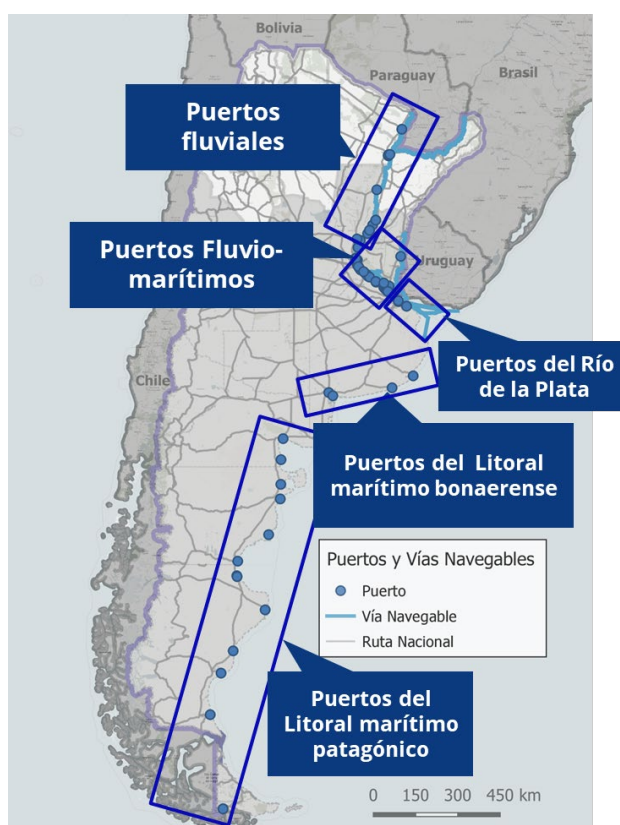 Bolivia
Paraguay
Brasil
Puertos
fluviales
Puertos Fluvio-
marítimos
Uruguay
Puertos del Río
de la Plata
Chile
Puertos del Litoral
marítimo bonaerense
Puertos y Vías Navegables
Puerto
Vía Navegable
Ruta Nacional
Puertos del
Litoral marítimo
patagónico
0 150 300 450 km